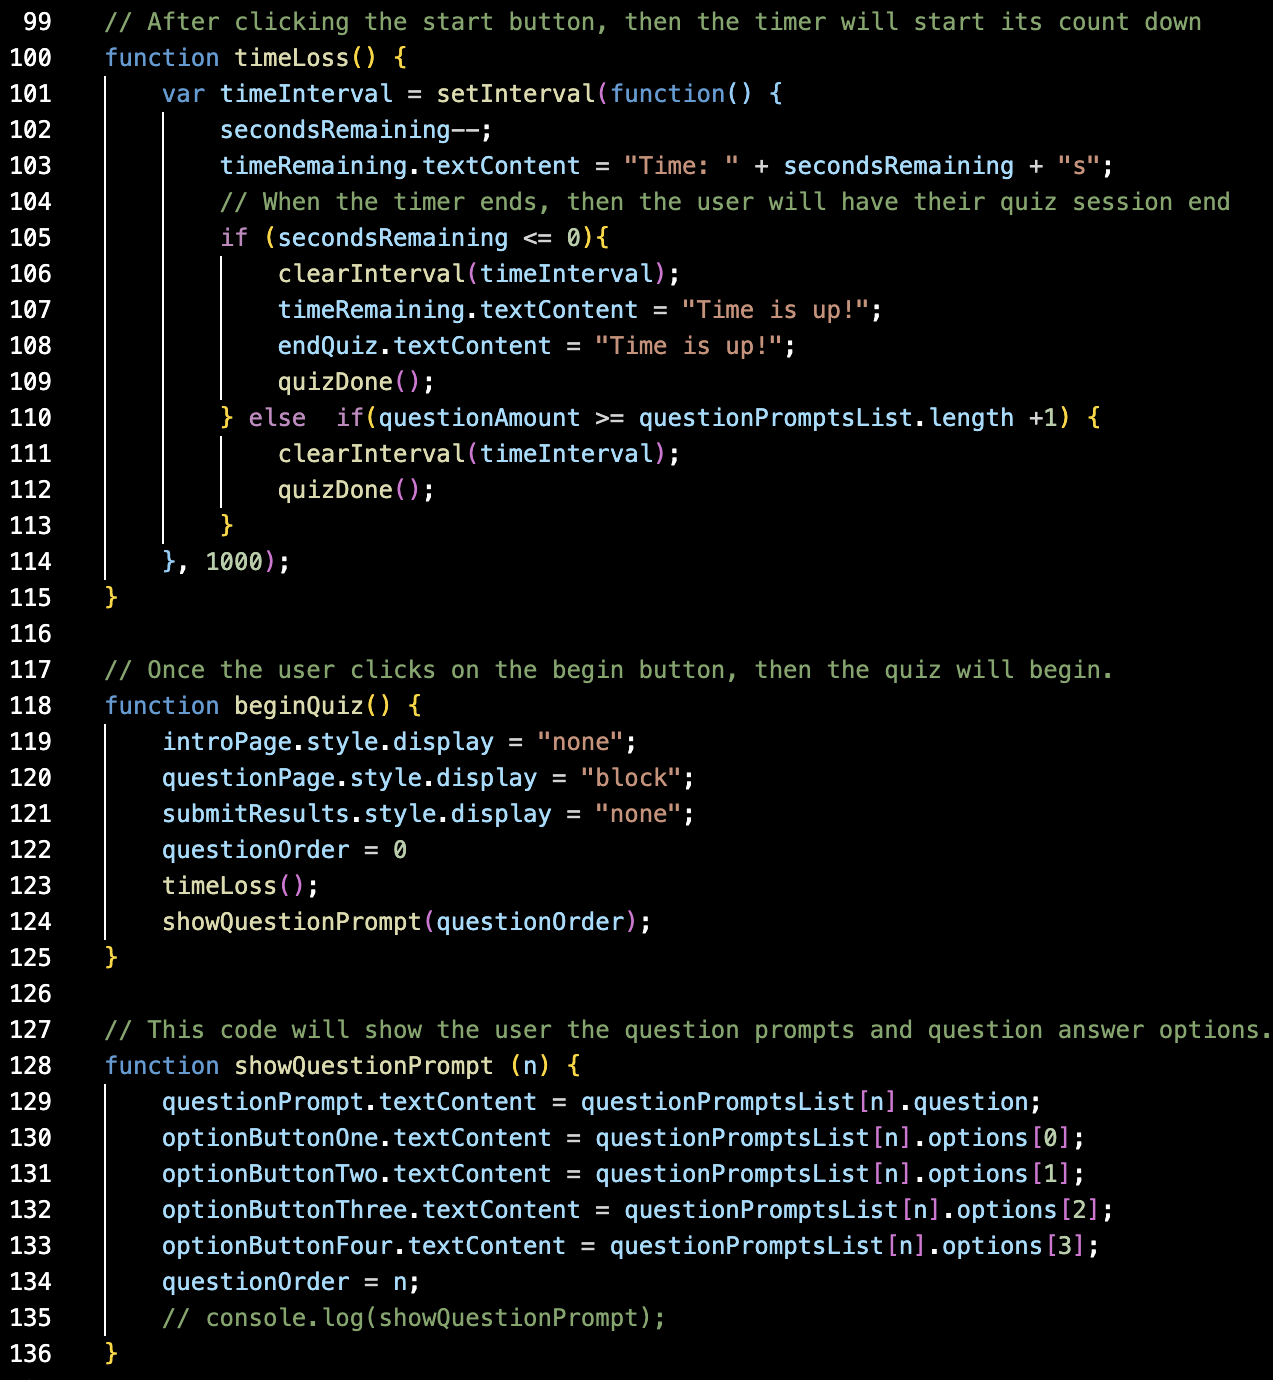 99 // After clicking the start button, then the timer will start its count down
100 function timeLoss() {
101 var timeInterval = setInterval(function() {
102 secondsRemaining--;
103 timeRemaining.textContent = "Time: " + secondsRemaining + "s";
104 // When the timer ends, then the user will have their quiz session end
105 if (secondsRemaining <= 0){
106 clearInterval(timeInterval);
107 timeRemaining.textContent = "Time is up!";
108 endQuiz.textContent = "Time is up!";
109 quizDone();
110 } else  if(questionAmount >= questionPromptsList.length +1) {
111 clearInterval(timeInterval);
112 quizDone();
113 }
114 }, 1000);
115 }
116
117 // Once the user clicks on the begin button, then the quiz will begin.
118 function beginQuiz() {
119 introPage.style.display = "none";
120 questionPage.style.display = "block";
121 submitResults.style.display = "none";
122 questionOrder = 0
123 timeLoss();
124 showQuestionPrompt(questionOrder);
125 }
126
127 // This code will show the user the question prompts and question answer options.
128 function showQuestionPrompt (n) {
129 questionPrompt.textContent = questionPromptsList[n].question;
130 optionButtonOne.textContent = questionPromptsList[n].options[0];
131 optionButtonTwo.textContent = questionPromptsList[n].options[1];
132 optionButtonThree.textContent = questionPromptsList[n].options[2];
133 optionButtonFour.textContent = questionPromptsList[n].options[3];
134 questionOrder = n;
135 // console.log(showQuestionPrompt);
136 }